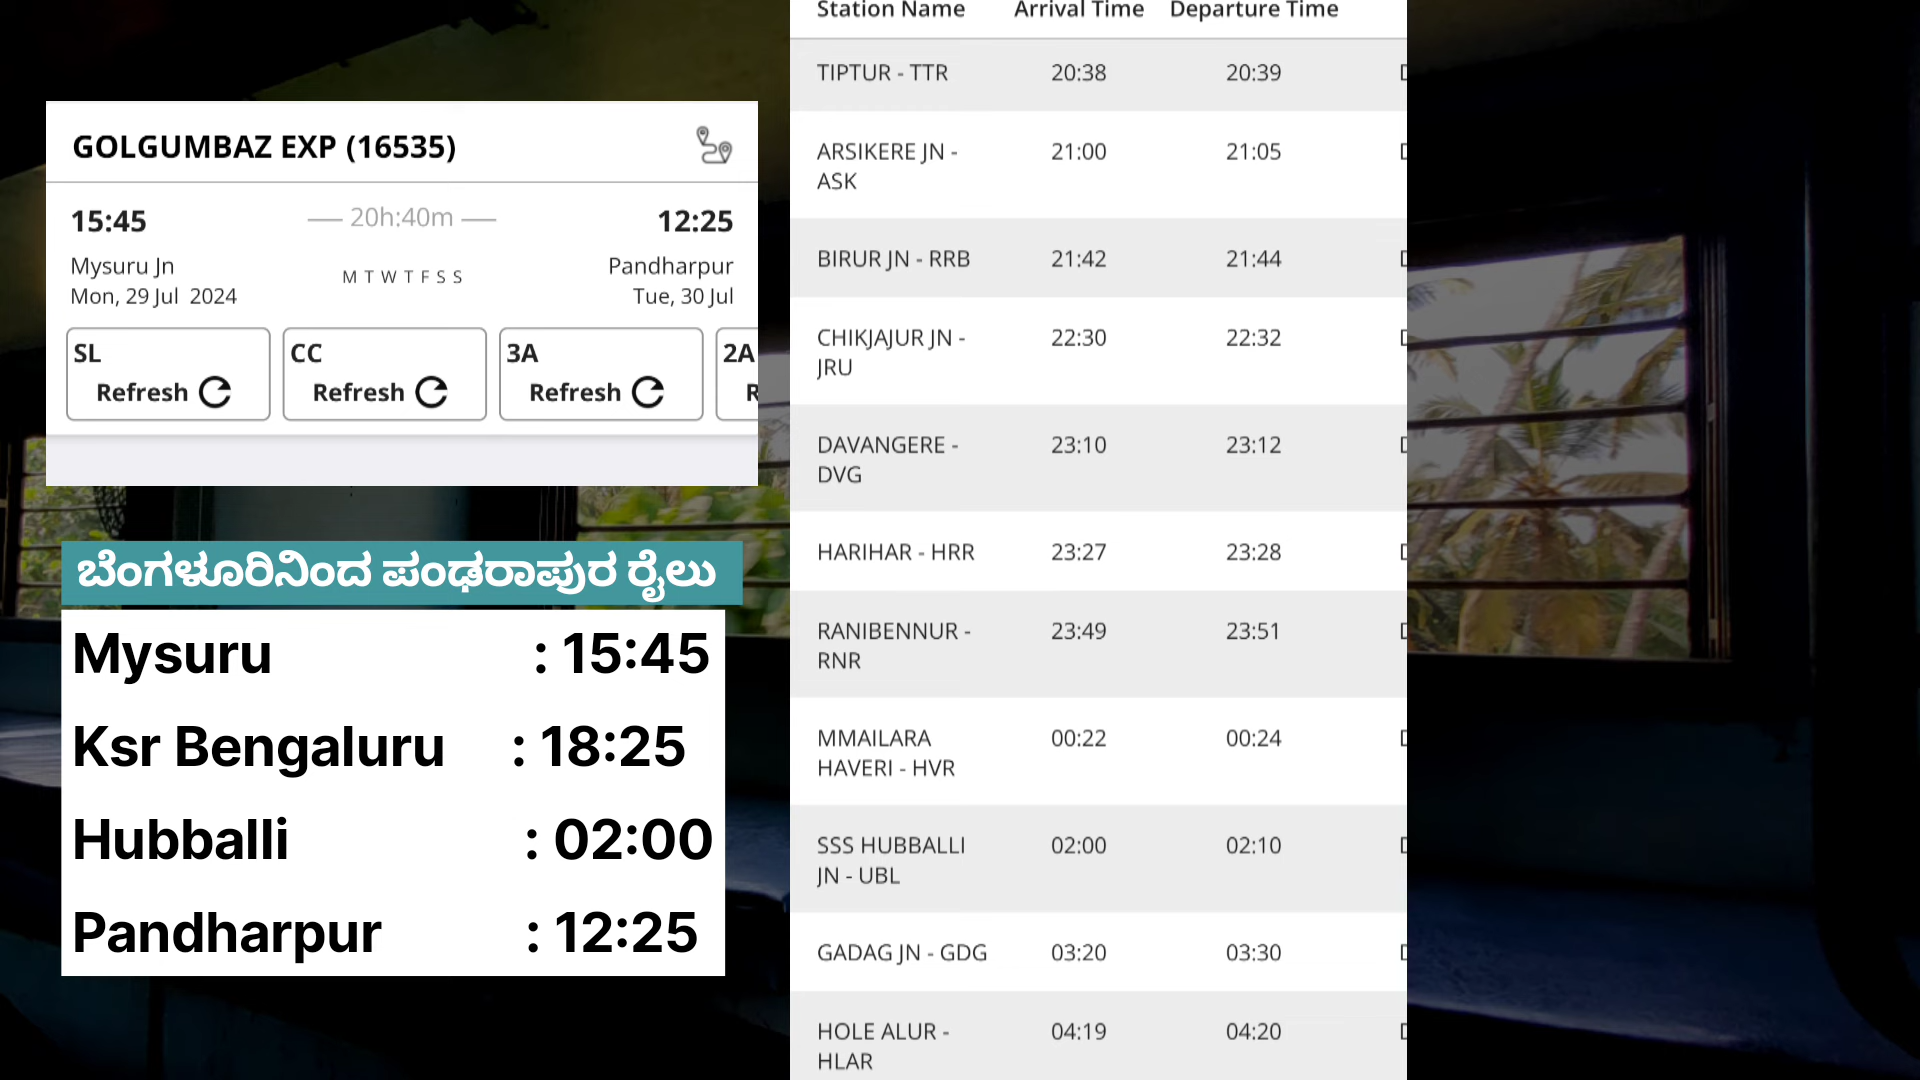 GOLGUMBAZ EXP (16535)
15:45 — 20h:40m — 12:25
Mysuru Jn Pandharpur
M T W T F S S
Mon, 29 Jul 2024 Tue, 30 Jul
SL CC 3A 2A
Refresh Refresh Refresh R
ಬೆಂಗಳೂರಿನಿಂದ ಪಂಢರಾಪುರ ರೈಲು
Mysuru : 15:45
Ksr Bengaluru : 18:25
Hubballi : 02:00
Pandharpur : 12:25
Station Name Arrival Time Departure Time
TIPTUR - TTR 20:38 20:39
ARSIKERE JN - 21:00 21:05
ASK
BIRUR JN - RRB 21:42 21:44
CHIKJAJUR JN - 22:30 22:32
JRU
DAVANGERE - 23:10 23:12
DVG
HARIHAR - HRR 23:27 23:28
RANIBENNUR - 23:49 23:51
RNR
MMAILARA 00:22 00:24
HAVERI - HVR
SSS HUBBALLI 02:00 02:10
JN - UBL
GADAG JN - GDG 03:20 03:30
HOLE ALUR - 04:19 04:20
HLAR